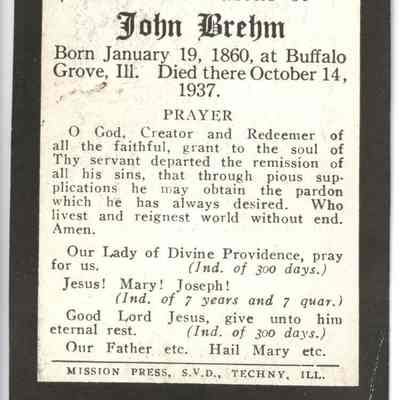 John Brehm
Born January 19, 1860, at Buffalo
Grove, Ill. Died there October 14,
1937.
PRAYER
O God, Creator and Redeemer of
all the faithful, grant to the soul of
Thy servant departed the remission of
all his sins, that through pious sup-
plications he may obtain the pardon
which he has always desired. Who
livest and reignest world without end.
Amen.
Our Lady of Divine Providence, pray
for us. (Ind. of 300 days.)
Jesus! Mary! Joseph!
(Ind. of 7 years and 7 quar.)
Good Lord Jesus, give unto him
eternal rest. (Ind. of 300 days.)
Our Father etc. Hail Mary etc.
MISSION PRESS, S.V.D., TECHNY, ILL.